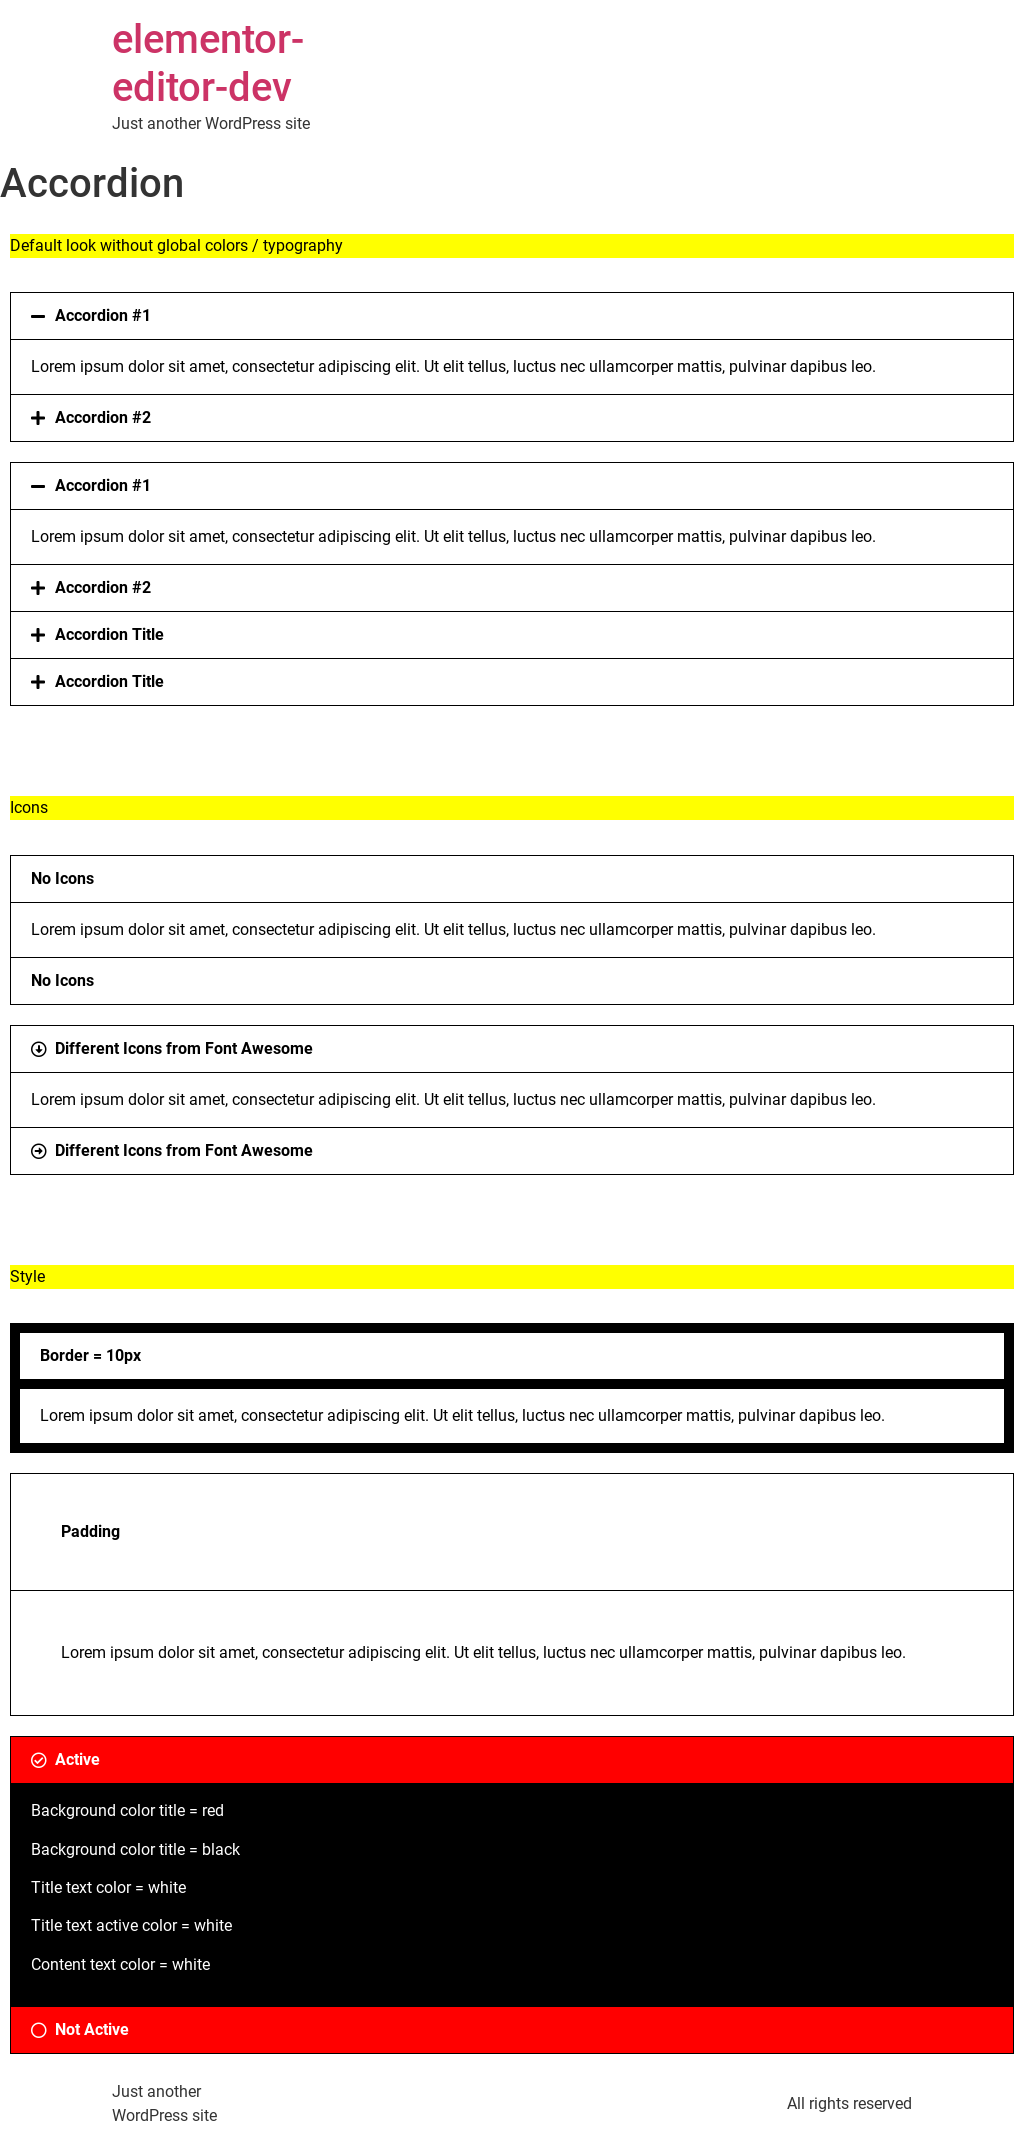 elementor-
editor-dev
Just another WordPress site
Accordion
Default look without global colors / typography
Accordion #1
Lorem ipsum dolor sit amet, consectetur adipiscing elit. Ut elit tellus, luctus nec ullamcorper mattis, pulvinar dapibus leo.
Accordion #2
Accordion #1
Lorem ipsum dolor sit amet, consectetur adipiscing elit. Ut elit tellus, luctus nec ullamcorper mattis, pulvinar dapibus leo.
Accordion #2
Accordion Title
Accordion Title
Icons
No Icons
Lorem ipsum dolor sit amet, consectetur adipiscing elit. Ut elit tellus, luctus nec ullamcorper mattis, pulvinar dapibus leo.
No Icons
Different Icons from Font Awesome
Lorem ipsum dolor sit amet, consectetur adipiscing elit. Ut elit tellus, luctus nec ullamcorper mattis, pulvinar dapibus leo.
Different Icons from Font Awesome
Style
Border = 10px
Lorem ipsum dolor sit amet, consectetur adipiscing elit. Ut elit tellus, luctus nec ullamcorper mattis, pulvinar dapibus leo.
Padding
Lorem ipsum dolor sit amet, consectetur adipiscing elit. Ut elit tellus, luctus nec ullamcorper mattis, pulvinar dapibus leo.
Active
Background color title = red
Background color title = black
Title text color = white
Title text active color = white
Content text color = white
Not Active
Just another
WordPress site
All rights reserved